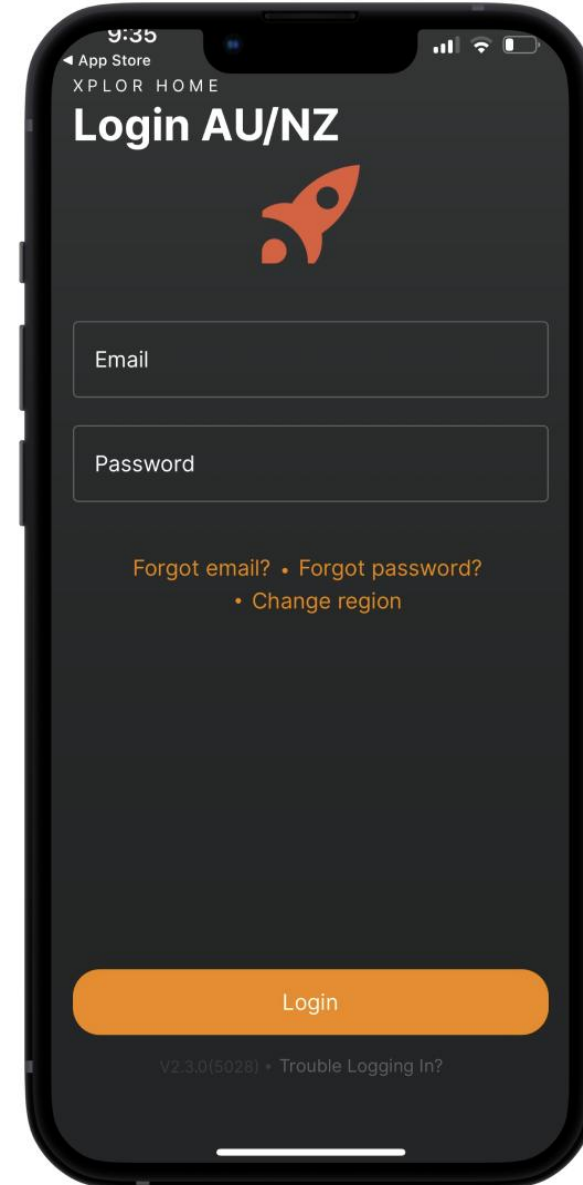 9:35
◀ App Store
XPLOR HOME
Login AU/NZ
Email
Password
Forgot email? • Forgot password?
• Change region
Login
V2.3.0(5028) • Trouble Logging In?